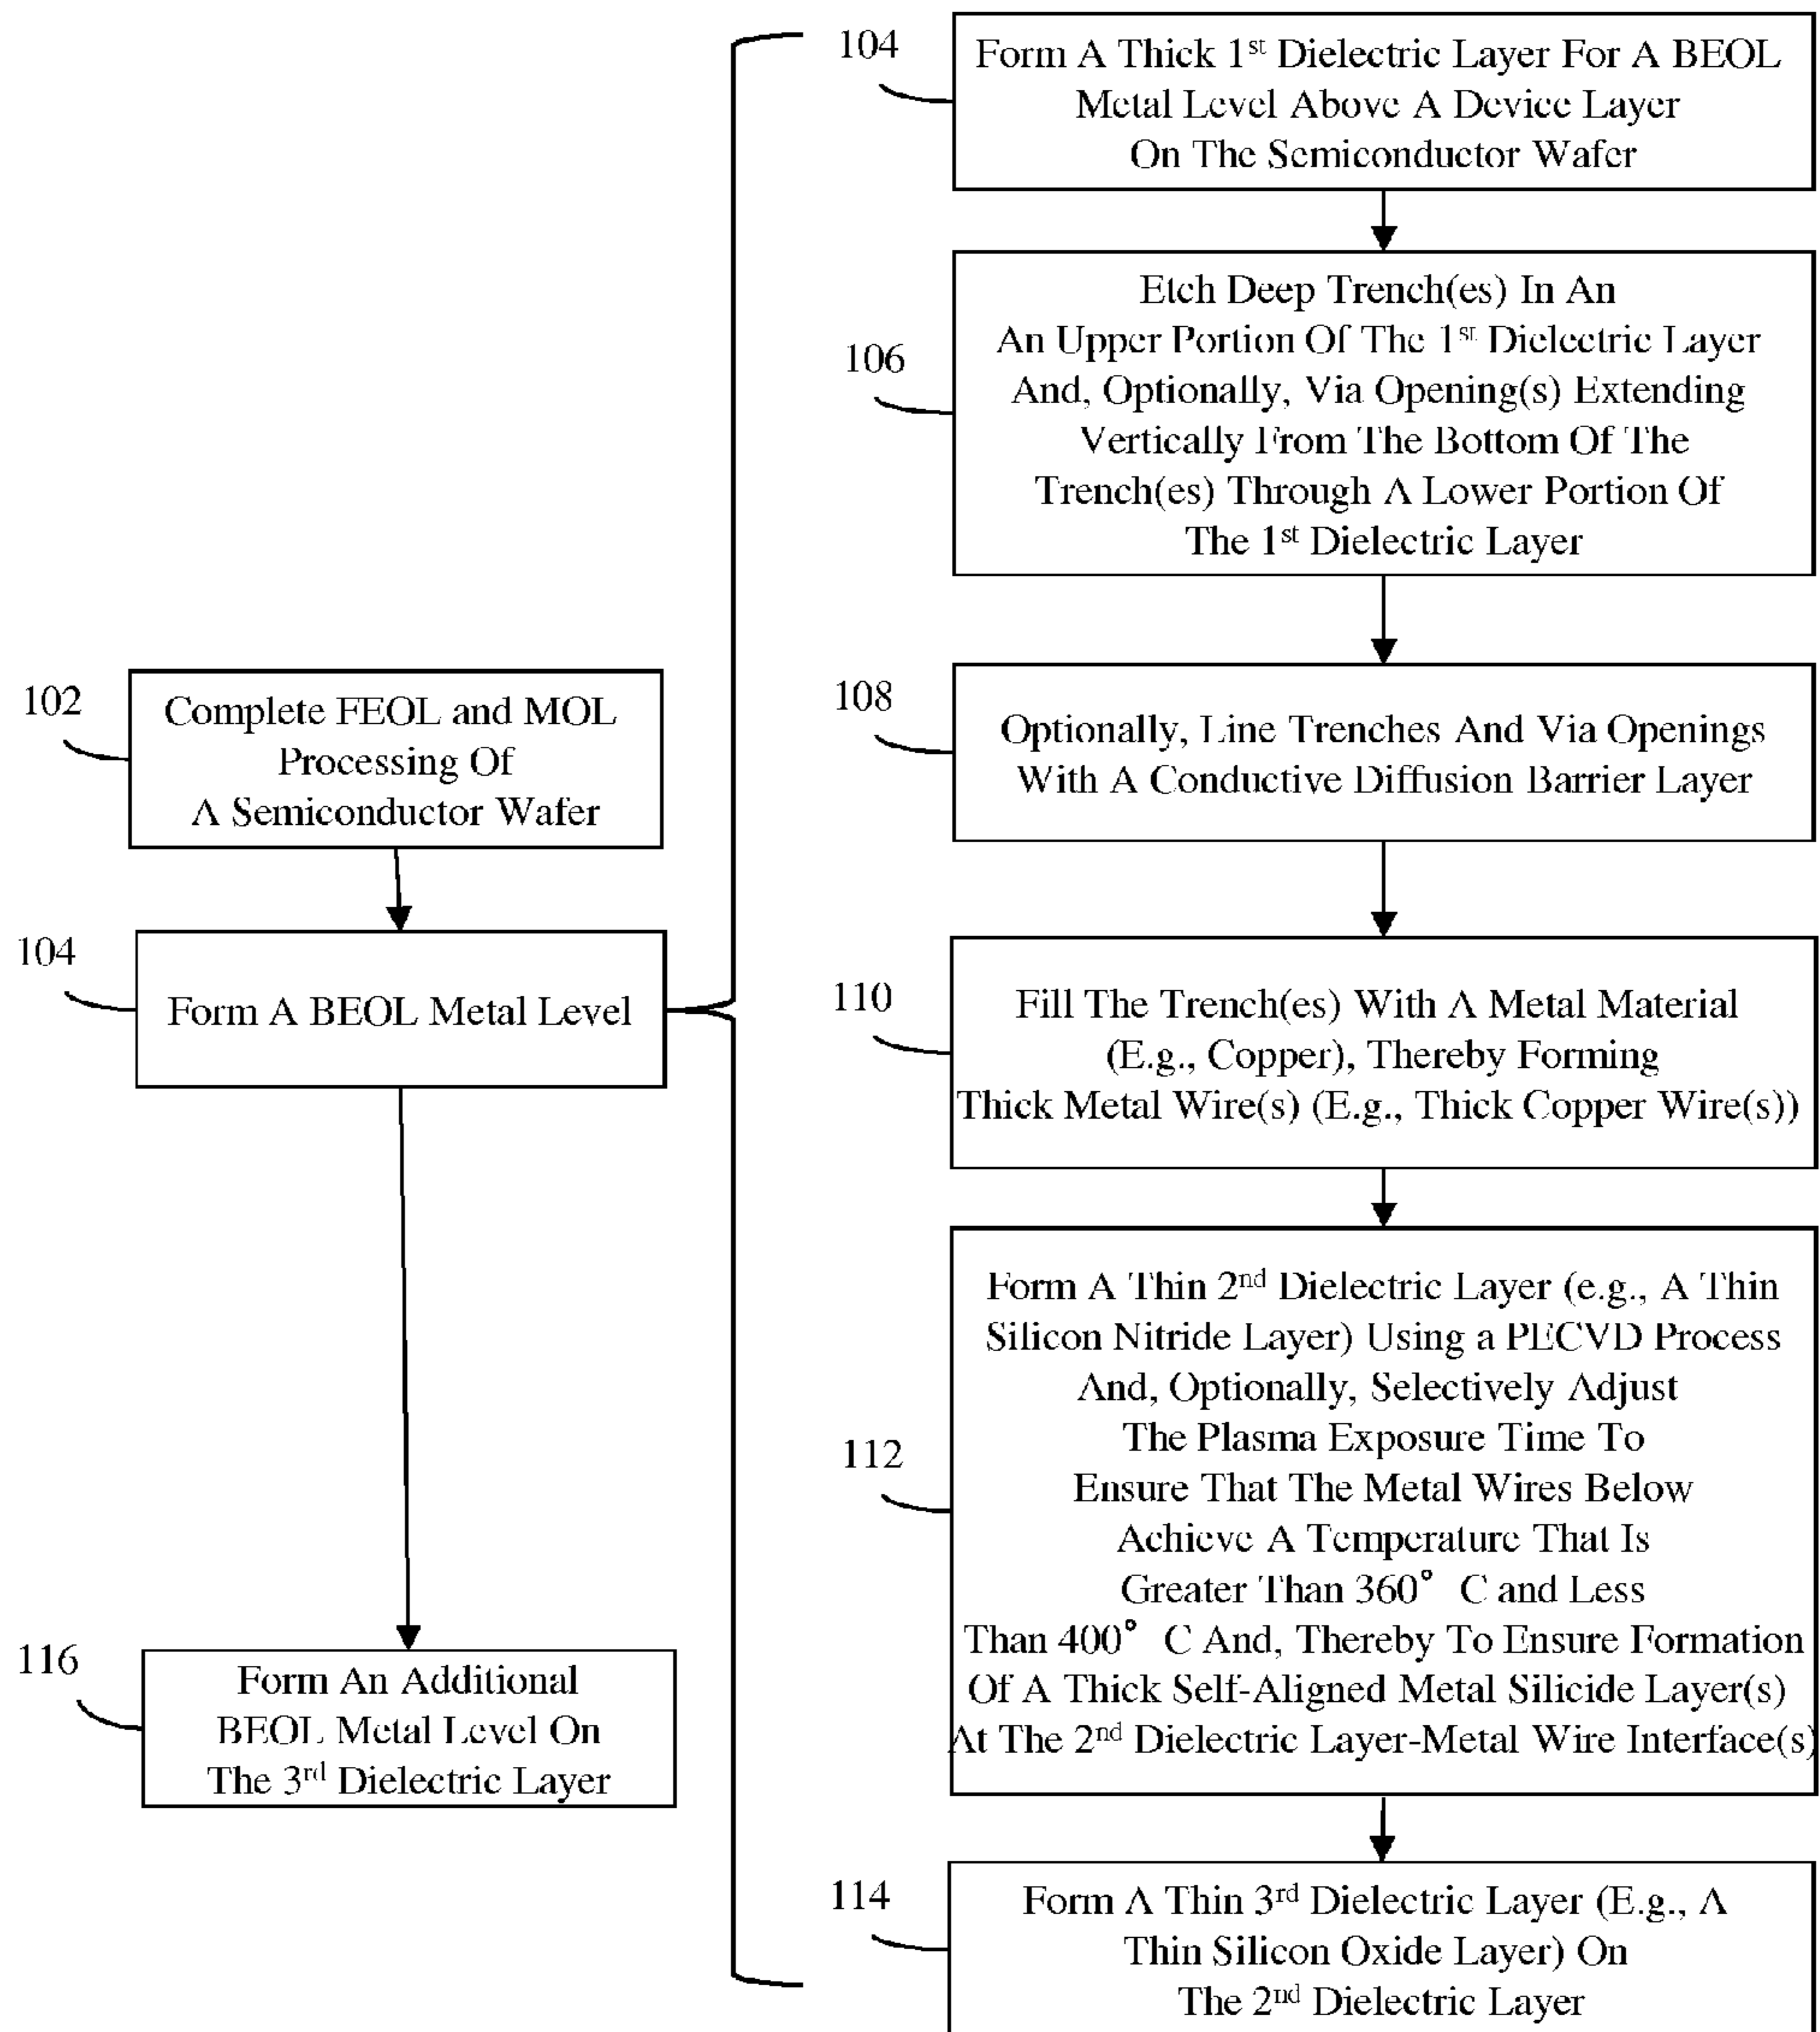 102
Complete FEOL and MOL
Processing Of
A Semiconductor Wafer
104
Form A BEOL Metal Level
116
Form An Additional
BEOL Metal Level On
The 3rd Dielectric Layer
104
Form A Thick 1st Dielectric Layer For A BEOL
Metal Level Above A Device Layer
On The Semiconductor Wafer
106
Etch Deep Trench(es) In An
An Upper Portion Of The 1st Dielectric Layer
And, Optionally, Via Opening(s) Extending
Vertically From The Bottom Of The
Trench(es) Through A Lower Portion Of
The 1st Dielectric Layer
108
Optionally, Line Trenches And Via Openings
With A Conductive Diffusion Barrier Layer
110
Fill The Trench(es) With A Metal Material
(E.g., Copper), Thereby Forming
Thick Metal Wire(s) (E.g., Thick Copper Wire(s))
112
Form A Thin 2nd Dielectric Layer (e.g., A Thin
Silicon Nitride Layer) Using a PECVD Process
And, Optionally, Selectively Adjust
The Plasma Exposure Time To
Ensure That The Metal Wires Below
Achieve A Temperature That Is
Greater Than 360° C and Less
Than 400° C And, Thereby To Ensure Formation
Of A Thick Self-Aligned Metal Silicide Layer(s)
At The 2nd Dielectric Layer-Metal Wire Interface(s)
114
Form A Thin 3rd Dielectric Layer (E.g., A
Thin Silicon Oxide Layer) On
The 2nd Dielectric Layer